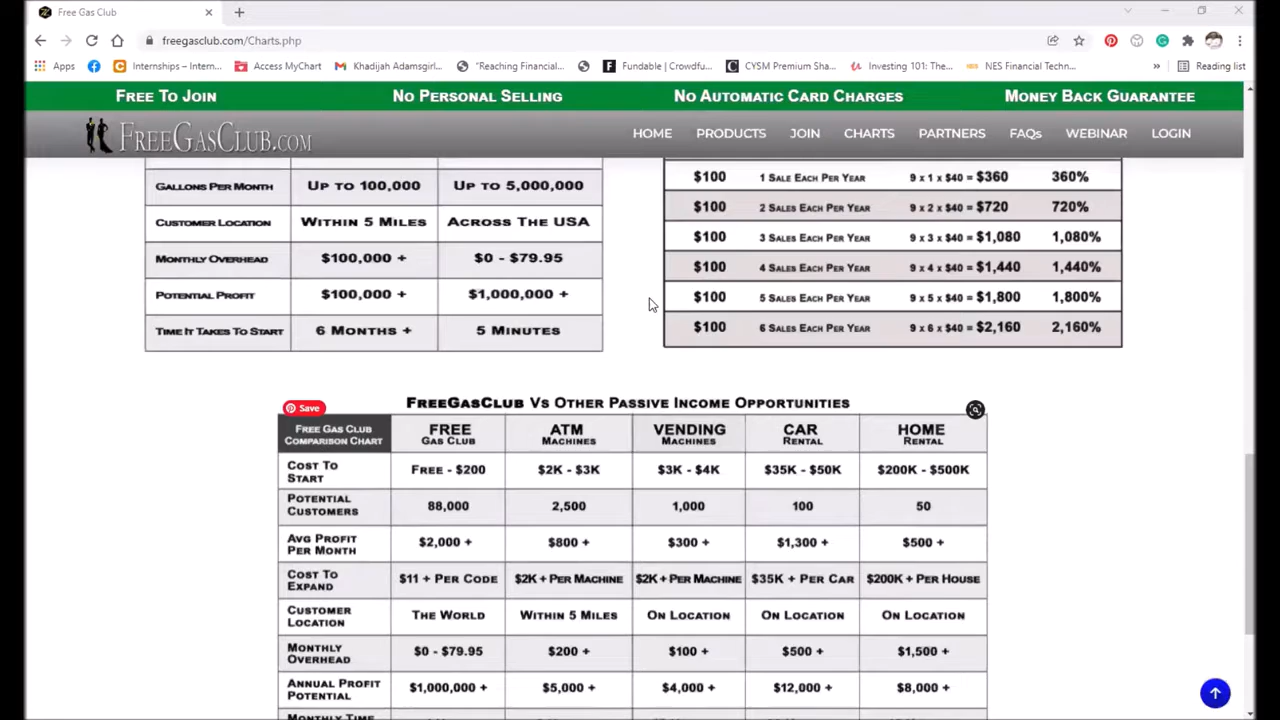 Free Gas Club
freegasclub.com/Charts.php
Apps Internships – Intern... Access MyChart Khadijah Adamsgirl... "Reaching Financial... Fundable | Crowdfu... CYSM Premium Sha... Investing 101: The... NES Financial Techn... » Reading list
FREE TO JOIN NO PERSONAL SELLING NO AUTOMATIC CARD CHARGES MONEY BACK GUARANTEE
FREEGASCLUB.COM HOME PRODUCTS JOIN CHARTS PARTNERS FAQs WEBINAR LOGIN
GALLONS PER MONTH UP TO 100,000 UP TO 5,000,000
CUSTOMER LOCATION WITHIN 5 MILES ACROSS THE USA
MONTHLY OVERHEAD $100,000 + $0 - $79.95
POTENTIAL PROFIT $100,000 + $1,000,000 +
TIME IT TAKES TO START 6 MONTHS + 5 MINUTES
$100 1 SALE EACH PER YEAR 9 x 1 x $40 = $360 360%
$100 2 SALES EACH PER YEAR 9 x 2 x $40 = $720 720%
$100 3 SALES EACH PER YEAR 9 x 3 x $40 = $1,080 1,080%
$100 4 SALES EACH PER YEAR 9 x 4 x $40 = $1,440 1,440%
$100 5 SALES EACH PER YEAR 9 x 5 x $40 = $1,800 1,800%
$100 6 SALES EACH PER YEAR 9 x 6 x $40 = $2,160 2,160%
FREEGASCLUB VS OTHER PASSIVE INCOME OPPORTUNITIES
Save
FREE GAS CLUB COMPARISON CHART FREE GAS CLUB ATM MACHINES VENDING MACHINES CAR RENTAL HOME RENTAL
COST TO START FREE - $200 $2K - $3K $3K - $4K $35K - $50K $200K - $500K
POTENTIAL CUSTOMERS 88,000 2,500 1,000 100 50
AVG PROFIT PER MONTH $2,000 + $800 + $300 + $1,300 + $500 +
COST TO EXPAND $11 + PER CODE $2K + PER MACHINE $2K + PER MACHINE $35K + PER CAR $200K + PER HOUSE
CUSTOMER LOCATION THE WORLD WITHIN 5 MILES ON LOCATION ON LOCATION ON LOCATION
MONTHLY OVERHEAD $0 - $79.95 $200 + $100 + $500 + $1,500 +
ANNUAL PROFIT POTENTIAL $1,000,000 + $5,000 + $4,000 + $12,000 + $8,000 +
MONTHLY TIME